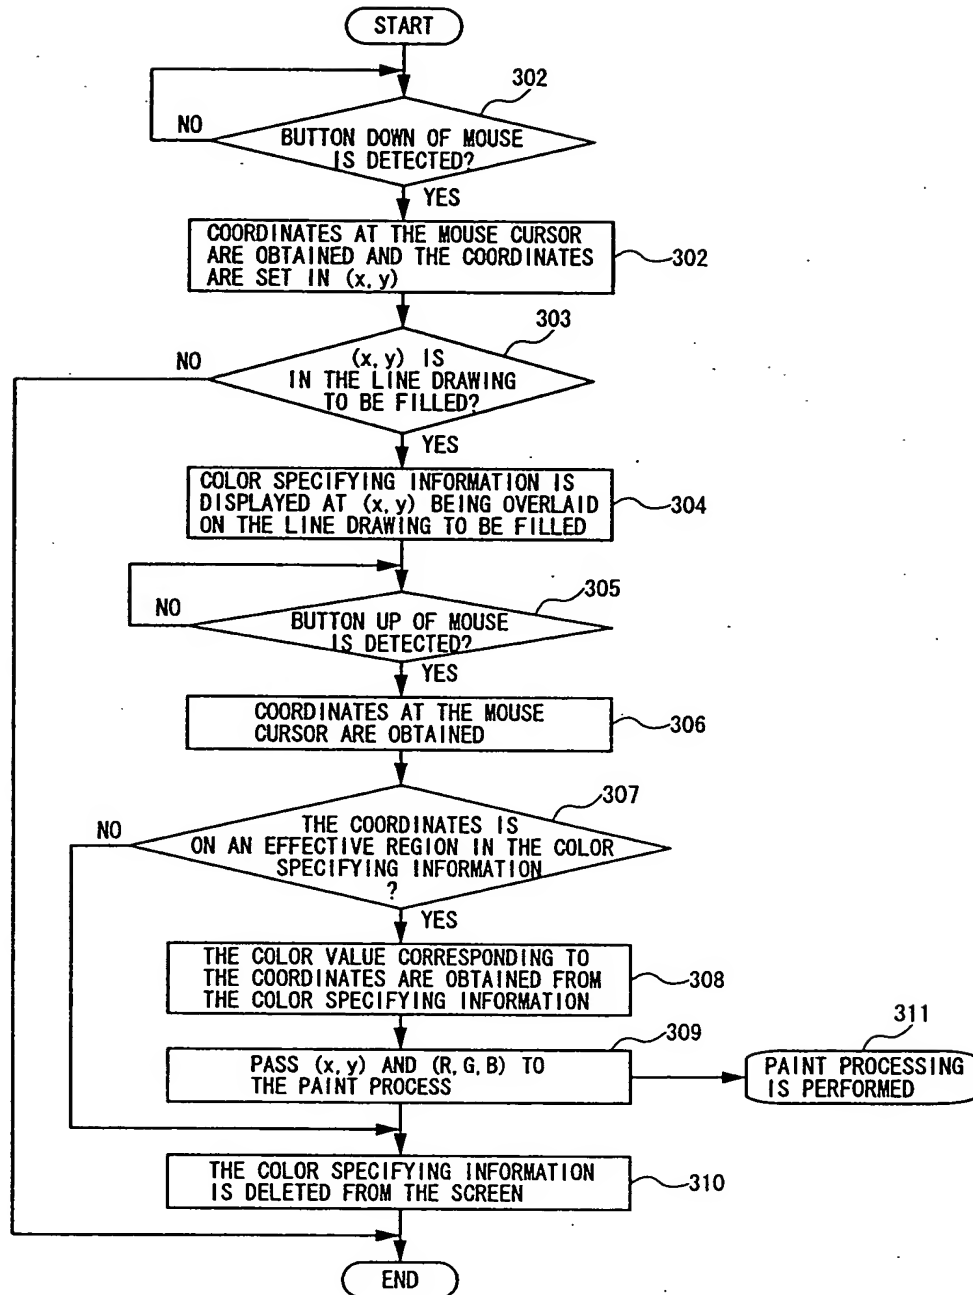 START
302
NO
BUTTON DOWN OF MOUSE
IS DETECTED?
YES
COORDINATES AT THE MOUSE CURSOR
ARE OBTAINED AND THE COORDINATES
ARE SET IN (x, y)
302
303
NO
(x, y) IS
IN THE LINE DRAWING
TO BE FILLED?
YES
COLOR SPECIFYING INFORMATION IS
DISPLAYED AT (x, y) BEING OVERLAID
ON THE LINE DRAWING TO BE FILLED
304
305
NO
BUTTON UP OF MOUSE
IS DETECTED?
YES
COORDINATES AT THE MOUSE
CURSOR ARE OBTAINED
306
307
NO
THE COORDINATES IS
ON AN EFFECTIVE REGION IN THE COLOR
SPECIFYING INFORMATION
?
YES
THE COLOR VALUE CORRESPONDING TO
THE COORDINATES ARE OBTAINED FROM
THE COLOR SPECIFYING INFORMATION
308
309
PASS (x, y) AND (R, G, B) TO
THE PAINT PROCESS
311
PAINT PROCESSING
IS PERFORMED
THE COLOR SPECIFYING INFORMATION
IS DELETED FROM THE SCREEN
310
END